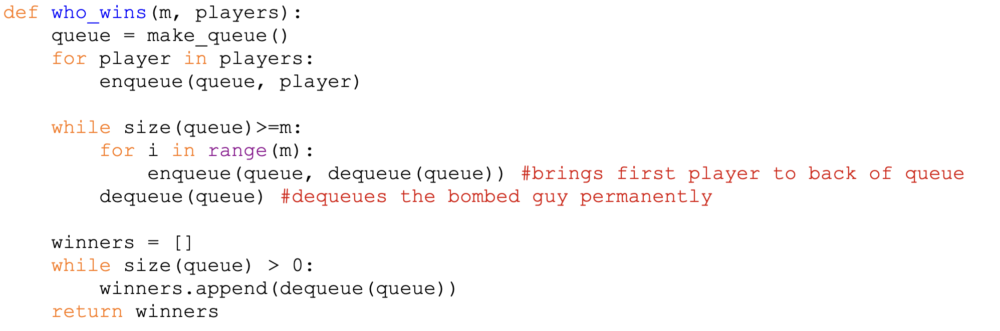 def who_wins(m, players):
    queue = make_queue()
    for player in players:
        enqueue(queue, player)

    while size(queue)>=m:
        for i in range(m):
            enqueue(queue, dequeue(queue)) #brings first player to back of queue
        dequeue(queue) #dequeues the bombed guy permanently

    winners = []
    while size(queue) > 0:
        winners.append(dequeue(queue))
    return winners